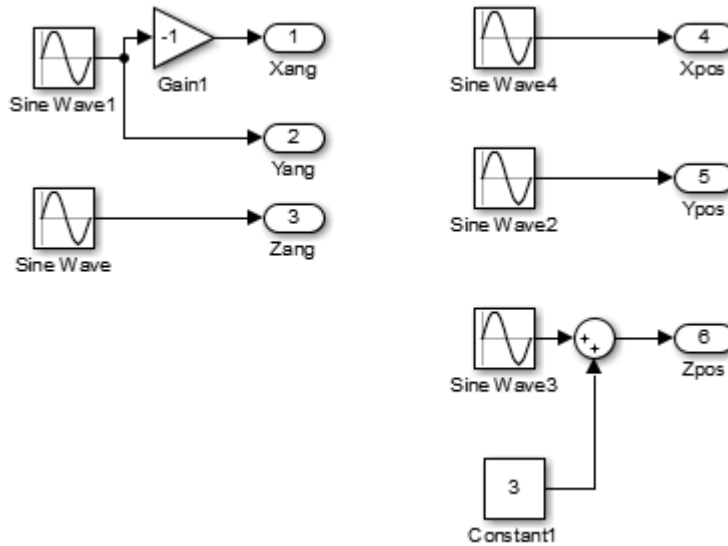 -1
1
Sine Wave1
Gain1
Xang
2
Yang
3
Sine Wave
Zang
4
Sine Wave4
Xpos
5
Sine Wave2
Ypos
+
+
6
Sine Wave3
Zpos
3
Constant1